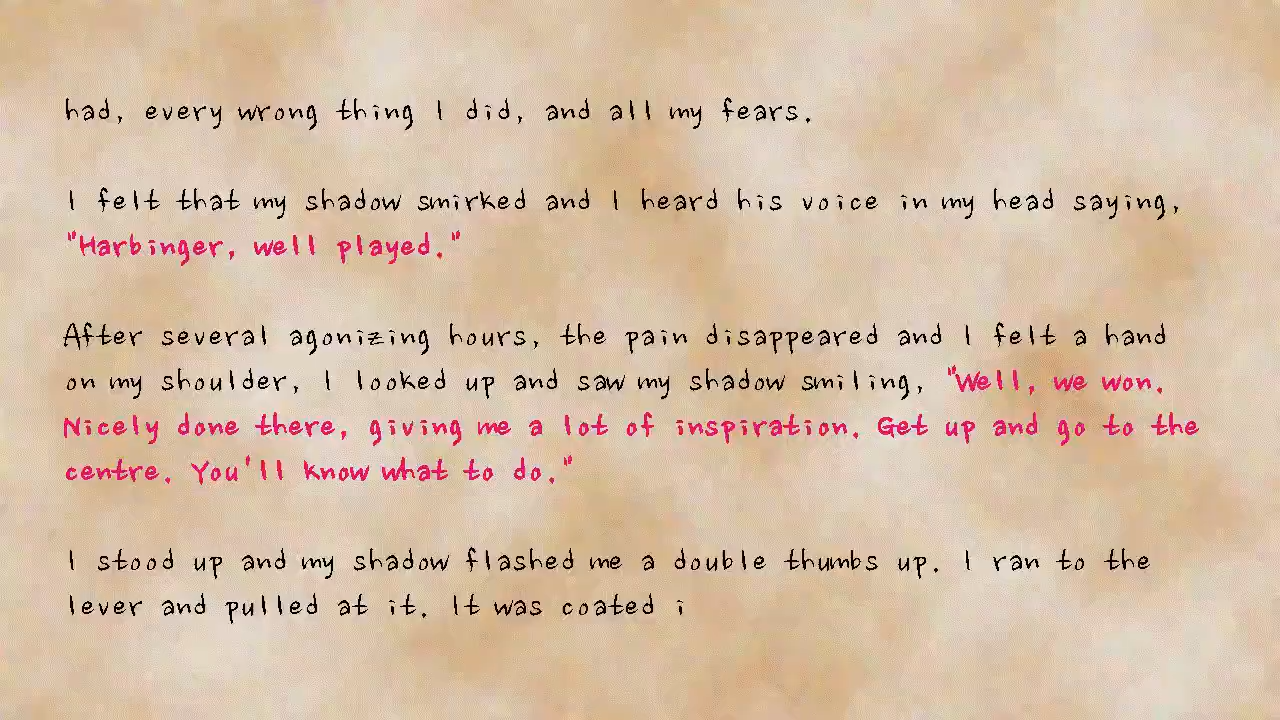 had, every wrong thing I did, and all my fears.
I felt that my shadow smirked and I heard his voice in my head saying,
"Harbinger, well played."
After several agonizing hours, the pain disappeared and I felt a hand
on my shoulder, I looked up and saw my shadow smiling, "Well, we won.
Nicely done there, giving me a lot of inspiration. Get up and go to the
centre. You'll know what to do."
I stood up and my shadow flashed me a double thumbs up. I ran to the
lever and pulled at it. It was coated i